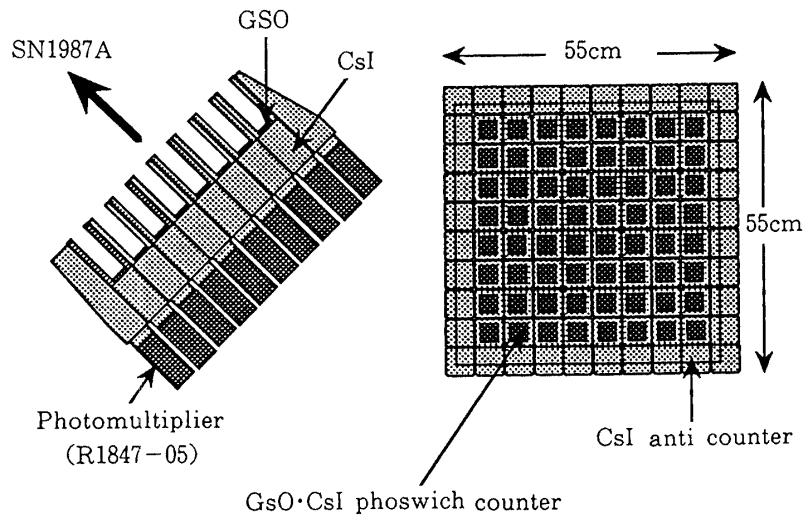 GSO
SN1987A
CsI
Photomultiplier
(R1847-05)
55cm
55cm
CsI anti counter
GsO·CsI phoswich counter